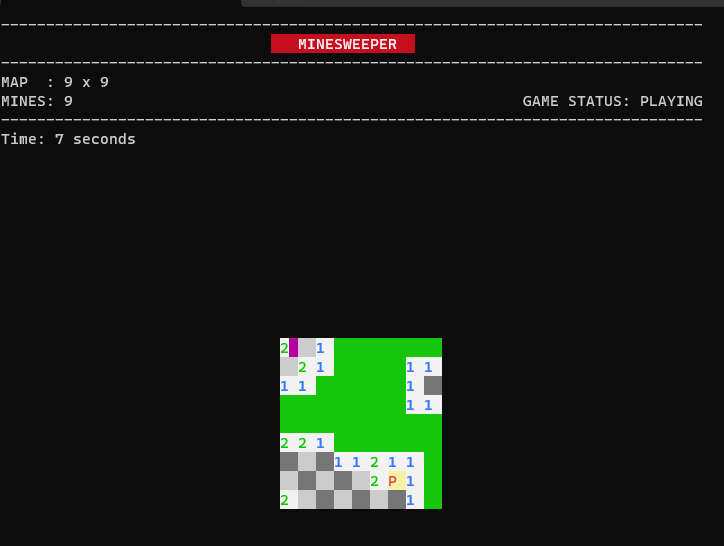 MINESWEEPER
MAP  : 9 x 9
MINES: 9 GAME STATUS: PLAYING
Time: 7 seconds
2 1
2 1 1 1
1 1 1
1 1
2 2 1
1 1 2 1 1
2 P 1
2 1